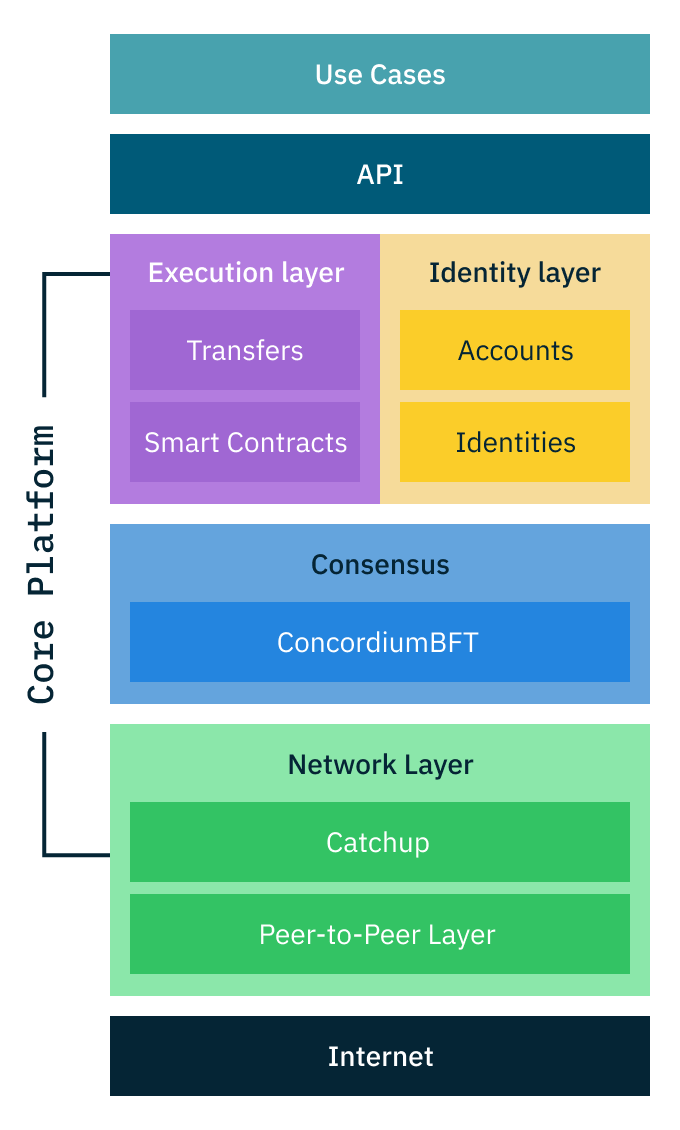 Use Cases
API
Core Platform
Execution layer
Transfers
Smart Contracts
Identity layer
Accounts
Identities
Consensus
ConcordiumBFT
Network Layer
Catchup
Peer-to-Peer Layer
Internet